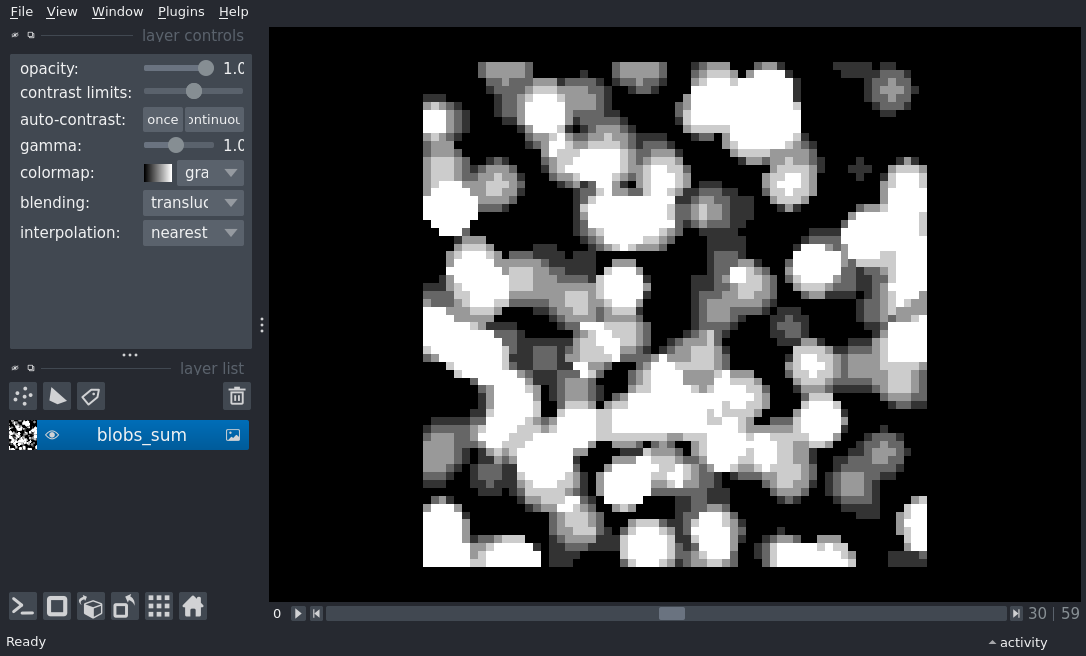 File View Window Plugins Help
layer controls
opacity: 1.0
contrast limits:
auto-contrast: once ontinuou
gamma: 1.0
colormap: gra
blending: transluc
interpolation: nearest
layer list
blobs_sum
0 30 | 59
Ready activity